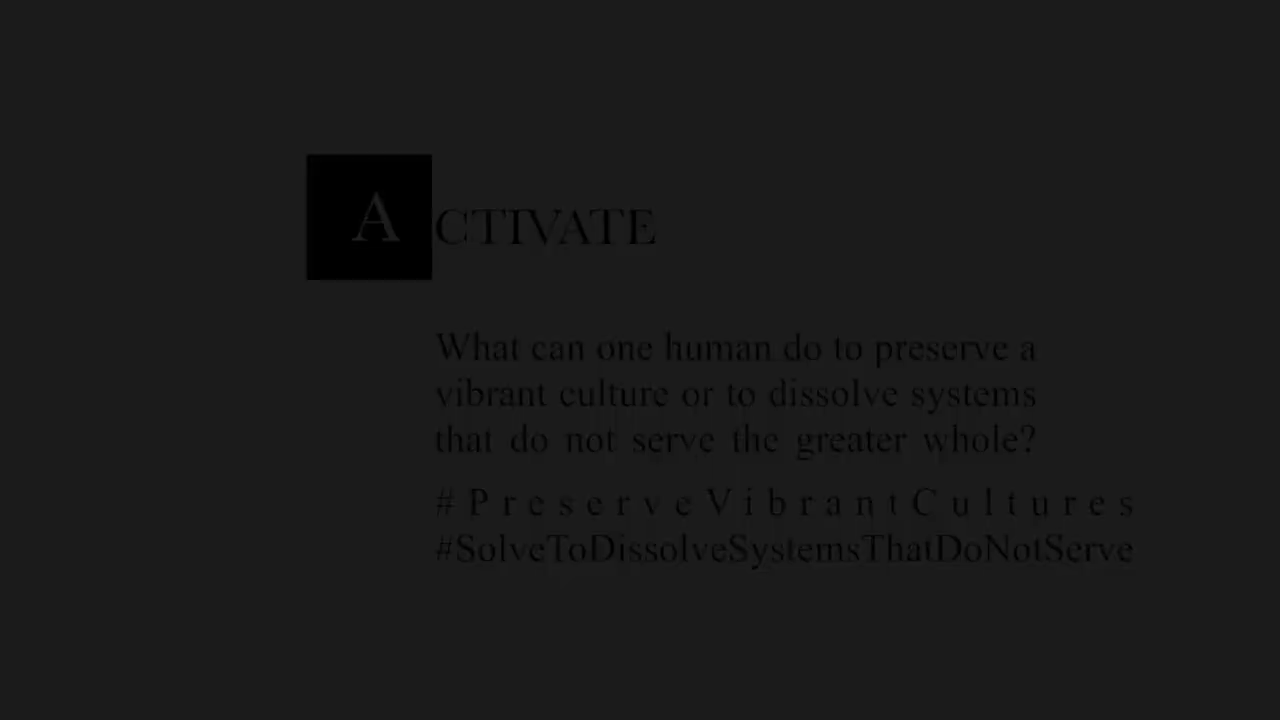 ACTIVATE
What can one human do to preserve a
vibrant culture or to dissolve systems
that do not serve the greater whole?
#PreserveVibrantCultures
#SolveToDissolveSystemsThatDoNotServe